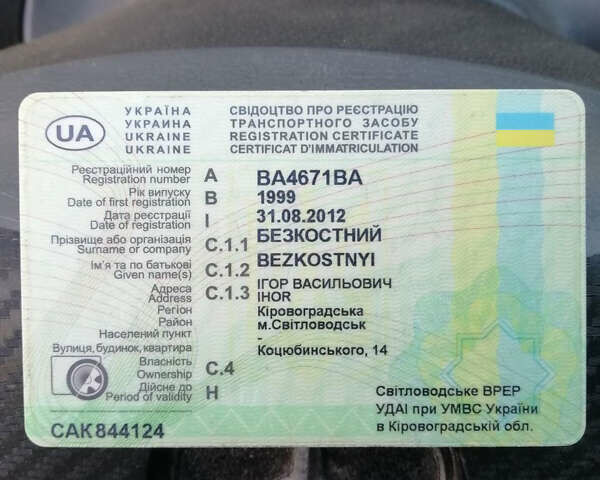 UA
УКРАЇНА
УКРАИНА
UKRAINE
UKRAINE
СВІДОЦТВО ПРО РЕЄСТРАЦІЮ
ТРАНСПОРТНОГО ЗАСОБУ
REGISTRATION CERTIFICATE
CERTIFICAT D'IMMATRICULATION
Реєстраційний номер
Registration number A BA4671BA
Рік випуску
Date of first registration B 1999
Дата реєстрації
Date of registration I 31.08.2012
Прізвище або організація
Surname or company C.1.1 БЕЗКОСТНИЙ
BEZKOSTNYI
Ім'я та по батькові
Given name(s) C.1.2 ІГОР ВАСИЛЬОВИЧ
IHOR
Адреса
Address C.1.3
Регіон Кіровоградська
Район м.Світловодськ
Населений пункт -
Вулиця, будинок, квартира Коцюбинського, 14
Власність
Ownership C.4
Дійсне до
Period of validity H
Світловодське ВРЕР
УДАІ при УМВС України
в Кіровоградській обл.
САК 844124